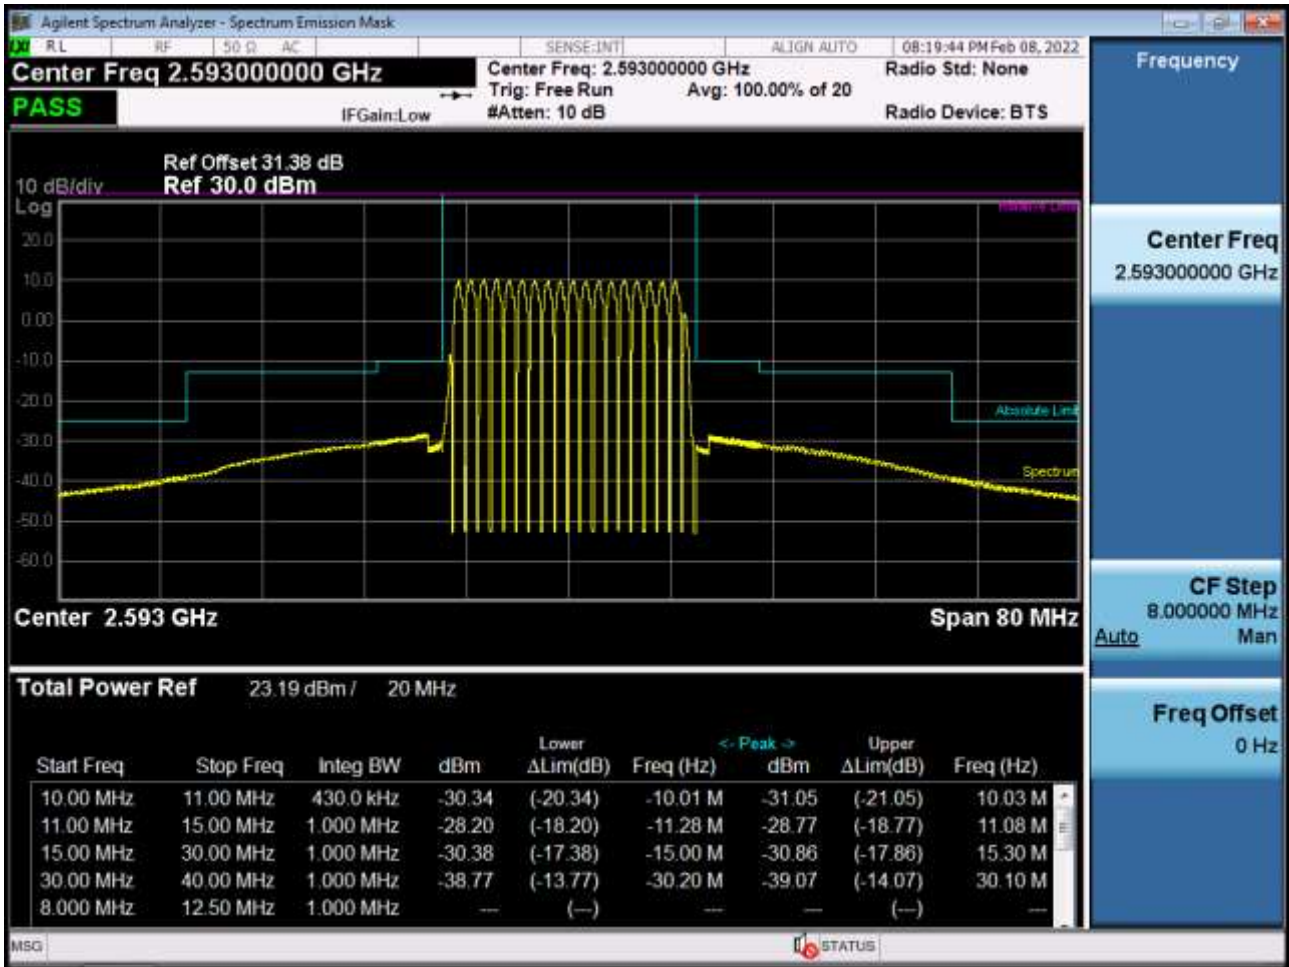 Agilent Spectrum Analyzer - Spectrum Emission Mask
RL RF 50 Ω AC SENSE:INT ALIGN AUTO 08:19:44 PM Feb 08, 2022
Center Freq 2.593000000 GHz
Center Freq: 2.593000000 GHz Radio Std: None
Trig: Free Run Avg: 100.00% of 20
PASS IFGain:Low #Atten: 10 dB Radio Device: BTS
Ref Offset 31.38 dB
10 dB/div Ref 30.0 dBm
Log
20.0
10.0
0.00
-10.0
-20.0
Absolute Limit
-30.0
Spectrum
-40.0
-50.0
-60.0
Center 2.593 GHz Span 80 MHz
Total Power Ref 23.19 dBm / 20 MHz
Lower <- Peak -> Upper
Start Freq Stop Freq Integ BW dBm ΔLim(dB) Freq (Hz) dBm ΔLim(dB) Freq (Hz)
10.00 MHz 11.00 MHz 430.0 kHz -30.34 (-20.34) -10.01 M -31.05 (-21.05) 10.03 M
11.00 MHz 15.00 MHz 1.000 MHz -28.20 (-18.20) -11.28 M -28.77 (-18.77) 11.08 M
15.00 MHz 30.00 MHz 1.000 MHz -30.38 (-17.38) -15.00 M -30.86 (-17.86) 15.30 M
30.00 MHz 40.00 MHz 1.000 MHz -38.77 (-13.77) -30.20 M -39.07 (-14.07) 30.10 M
8.000 MHz 12.50 MHz 1.000 MHz --- (---) --- --- (---) ---
MSG STATUS
Frequency
Center Freq
2.593000000 GHz
CF Step
8.000000 MHz
Auto Man
Freq Offset
0 Hz